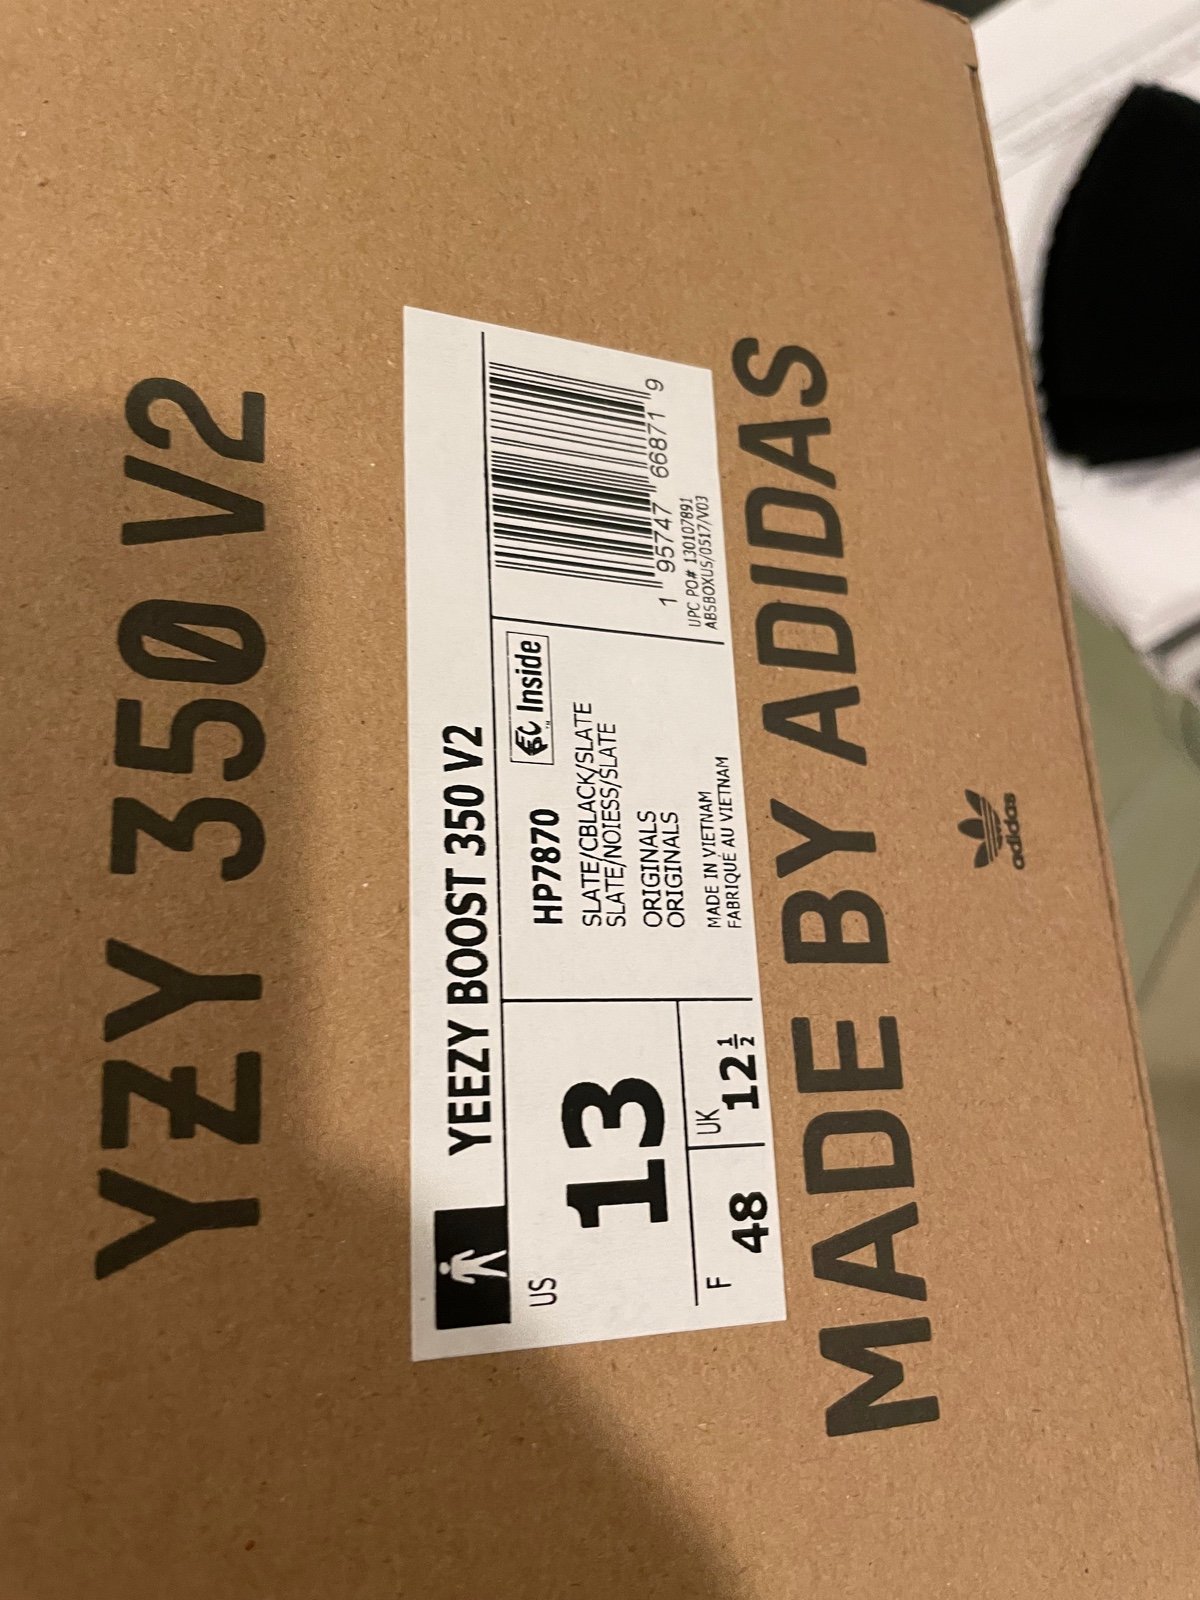 YZY 350 V2
YEEZY BOOST 350 V2
US
13
F
48
UK
12½
HP7870
Inside
SLATE/CBLACK/SLATE
SLATE/NOIESS/SLATE
ORIGINALS
ORIGINALS
MADE IN VIETNAM
FABRIQUÉ AU VIETNAM
1 95747 66871 9
UPC PO# 130107891
ABSBOXUS/0517/V03
MADE BY ADIDAS
adidas